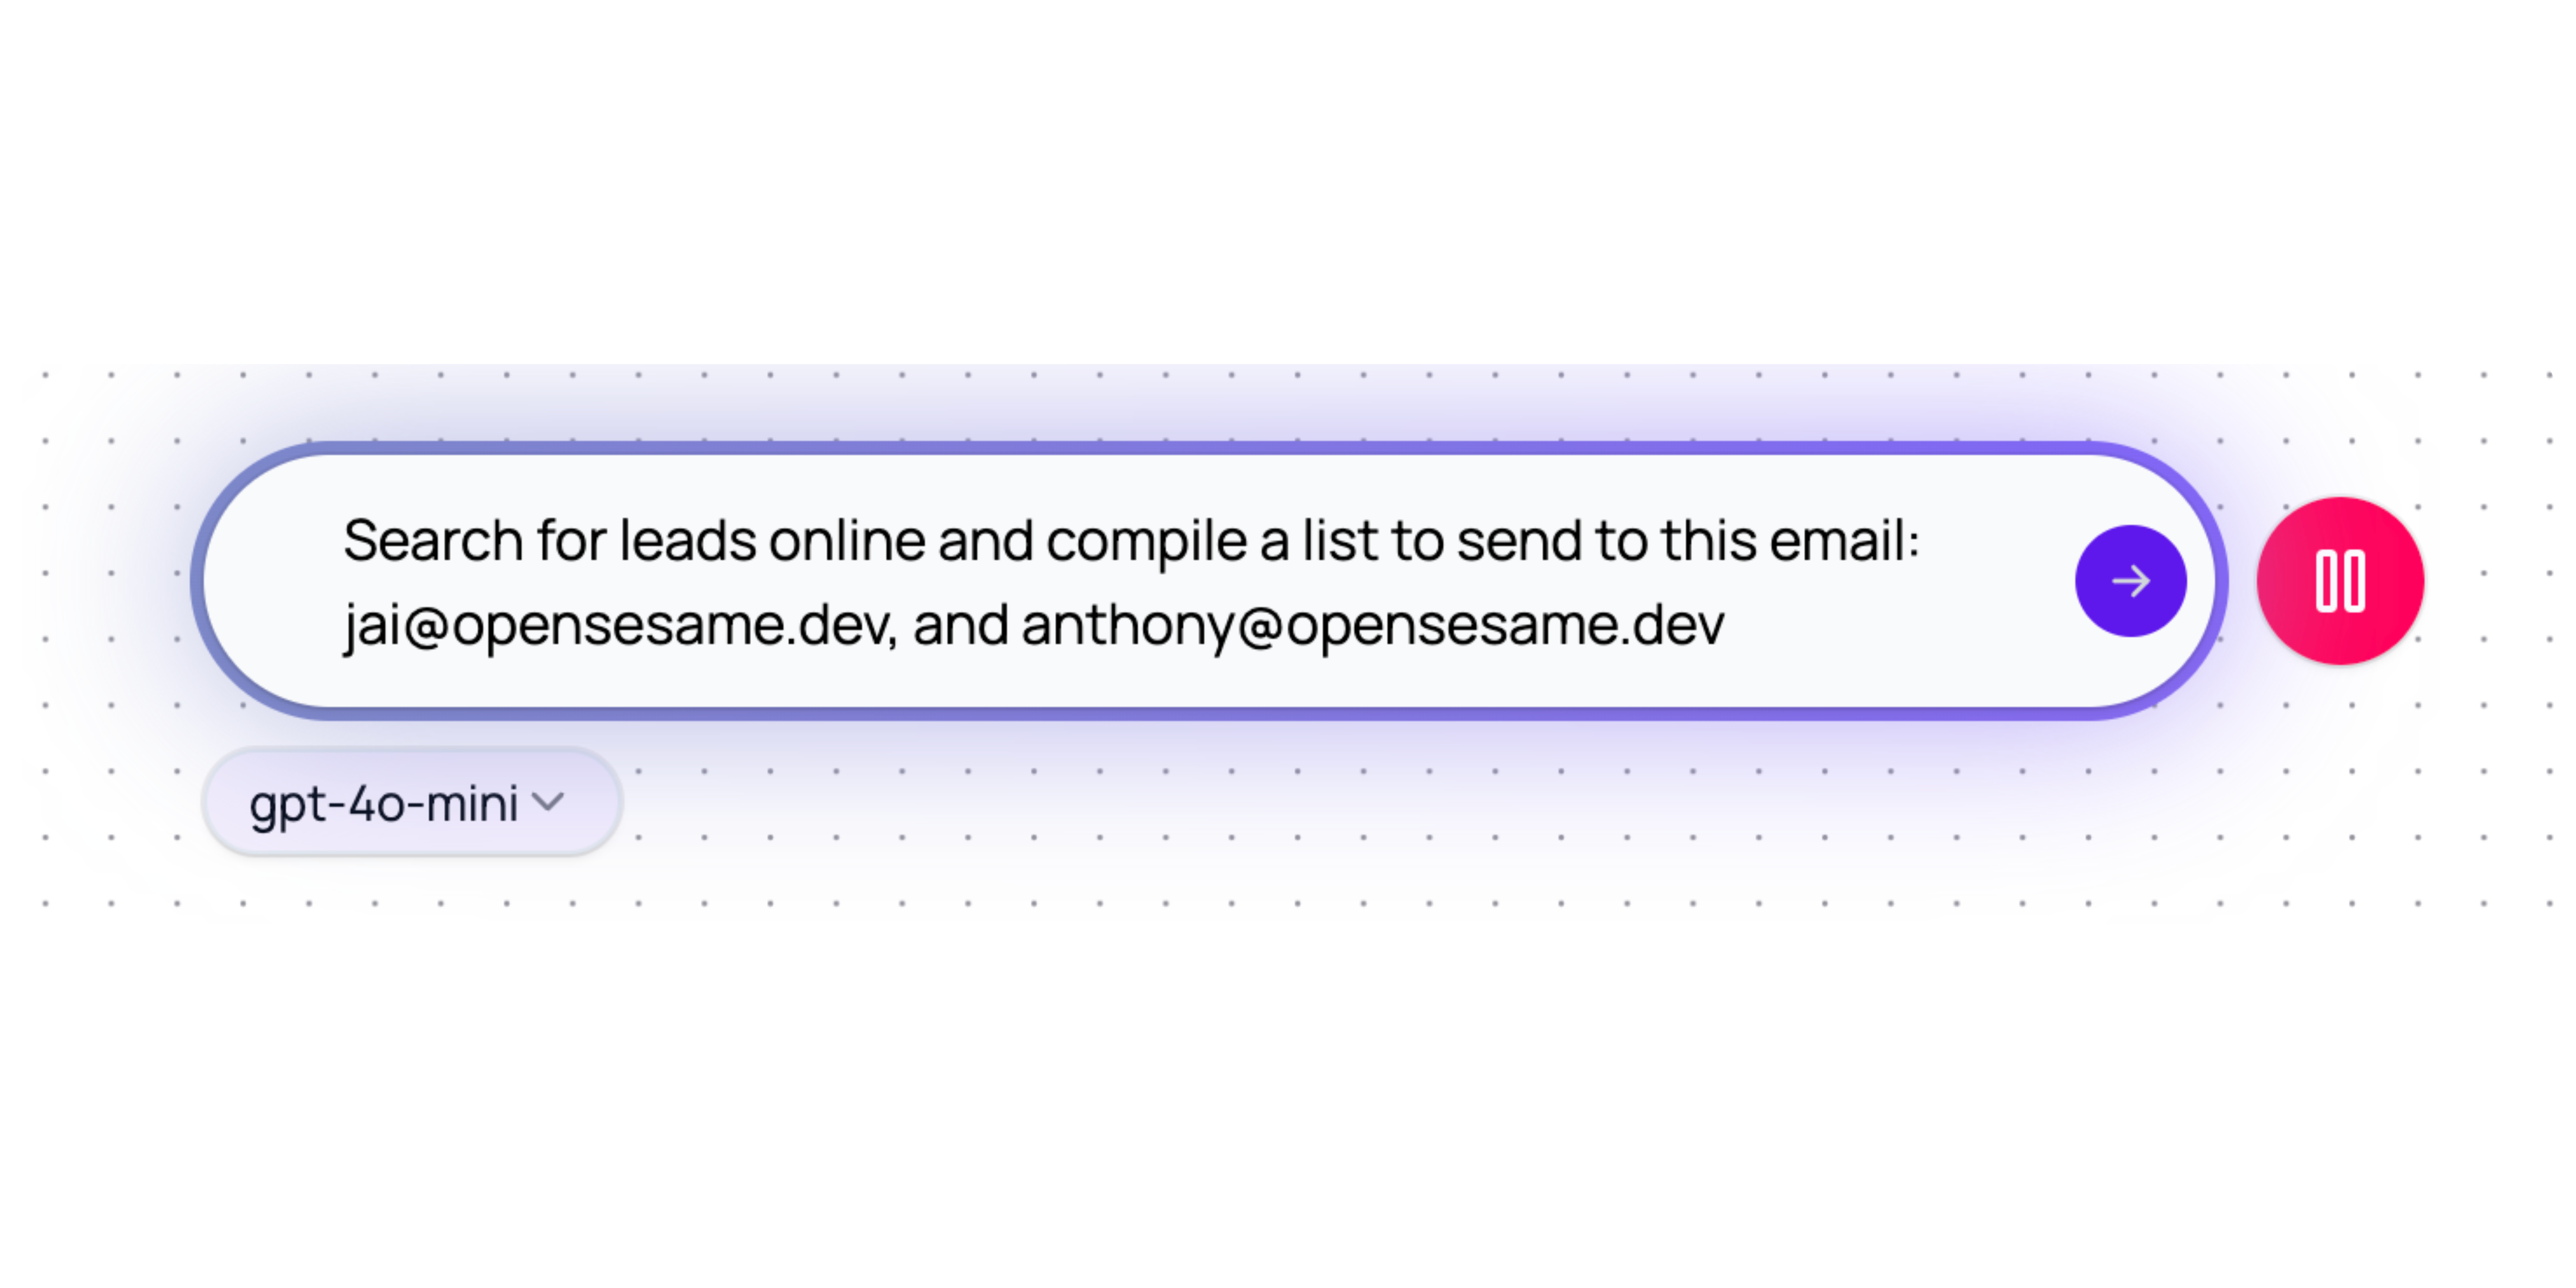 Search for leads online and compile a list to send to this email:
jai@opensesame.dev, and anthony@opensesame.dev
gpt-4o-mini